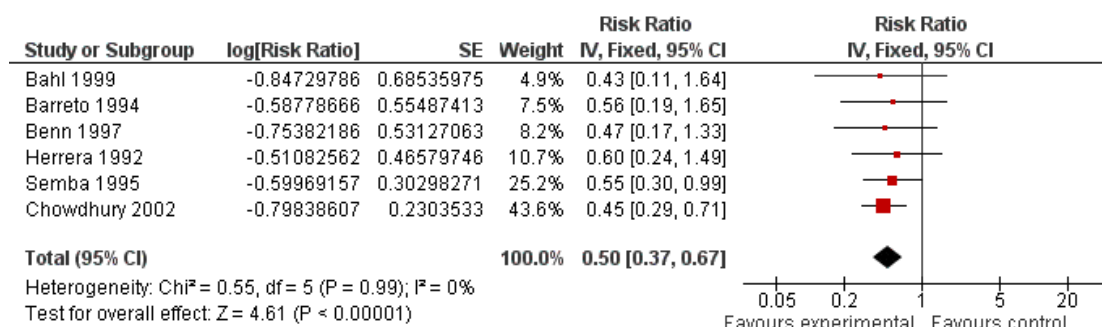 Risk Ratio Risk Ratio
Study or Subgroup log[Risk Ratio] SE Weight IV, Fixed, 95% CI IV, Fixed, 95% CI
Bahl 1999 -0.84729786 0.68535975 4.9% 0.43 [0.11, 1.64]
Barreto 1994 -0.58778666 0.55487413 7.5% 0.56 [0.19, 1.65]
Benn 1997 -0.75382186 0.53127063 8.2% 0.47 [0.17, 1.33]
Herrera 1992 -0.51082562 0.46579746 10.7% 0.60 [0.24, 1.49]
Semba 1995 -0.59969157 0.30298271 25.2% 0.55 [0.30, 0.99]
Chowdhury 2002 -0.79838607 0.2303533 43.6% 0.45 [0.29, 0.71]
Total (95% CI) 100.0% 0.50 [0.37, 0.67]
Heterogeneity: Chi² = 0.55, df = 5 (P = 0.99); I² = 0%
Test for overall effect: Z = 4.61 (P < 0.00001)
0.05 0.2 1 5 20
Favours experimental Favours control